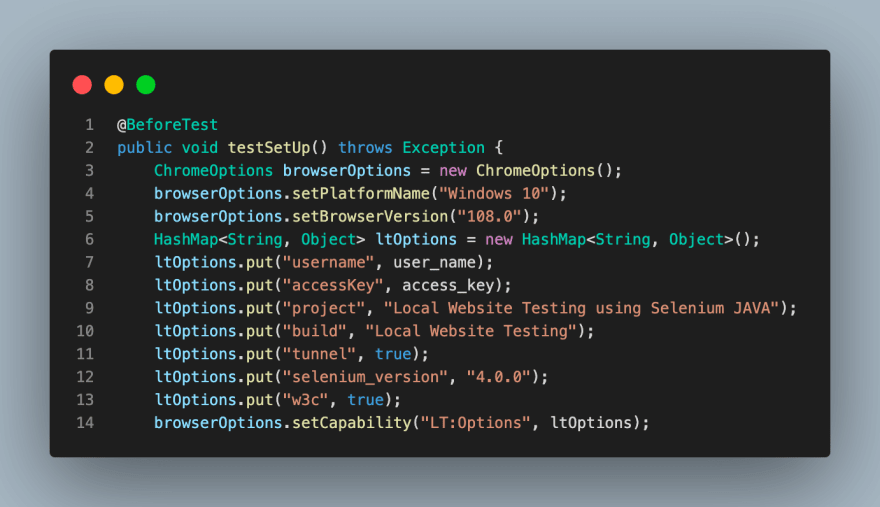 1 @BeforeTest
2 public void testSetUp() throws Exception {
3     ChromeOptions browserOptions = new ChromeOptions();
4     browserOptions.setPlatformName("Windows 10");
5     browserOptions.setBrowserVersion("108.0");
6     HashMap<String, Object> ltOptions = new HashMap<String, Object>();
7     ltOptions.put("username", user_name);
8     ltOptions.put("accessKey", access_key);
9     ltOptions.put("project", "Local Website Testing using Selenium JAVA");
10     ltOptions.put("build", "Local Website Testing");
11     ltOptions.put("tunnel", true);
12     ltOptions.put("selenium_version", "4.0.0");
13     ltOptions.put("w3c", true);
14     browserOptions.setCapability("LT:Options", ltOptions);